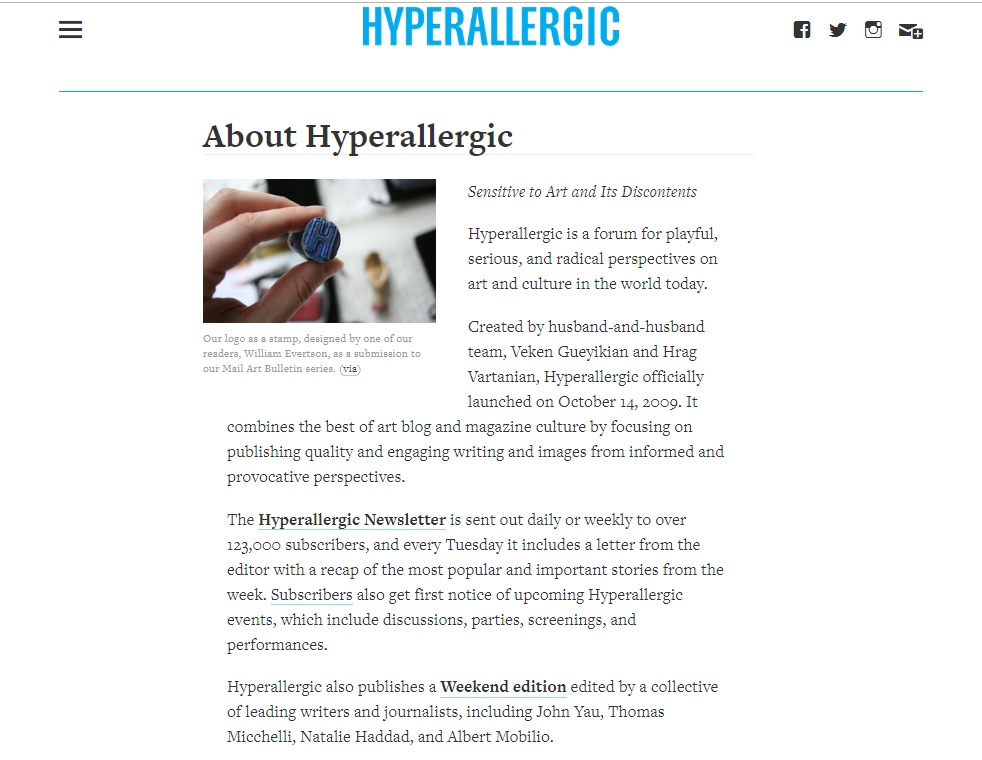 HYPERALLERGIC
About Hyperallergic
Sensitive to Art and Its Discontents
Hyperallergic is a forum for playful,
serious, and radical perspectives on
art and culture in the world today.
H
Our logo as a stamp, designed by one of our
readers, William Evertson, as a submission to
our Mail Art Bulletin series. (via)
Created by husband-and-husband
team, Veken Gueyikian and Hrag
Vartanian, Hyperallergic officially
launched on October 14, 2009. It
combines the best of art blog and magazine culture by focusing on
publishing quality and engaging writing and images from informed and
provocative perspectives.
The Hyperallergic Newsletter is sent out daily or weekly to over
123,000 subscribers, and every Tuesday it includes a letter from the
editor with a recap of the most popular and important stories from the
week. Subscribers also get first notice of upcoming Hyperallergic
events, which include discussions, parties, screenings, and
performances.
Hyperallergic also publishes a Weekend edition edited by a collective
of leading writers and journalists, including John Yau, Thomas
Micchelli, Natalie Haddad, and Albert Mobilio.